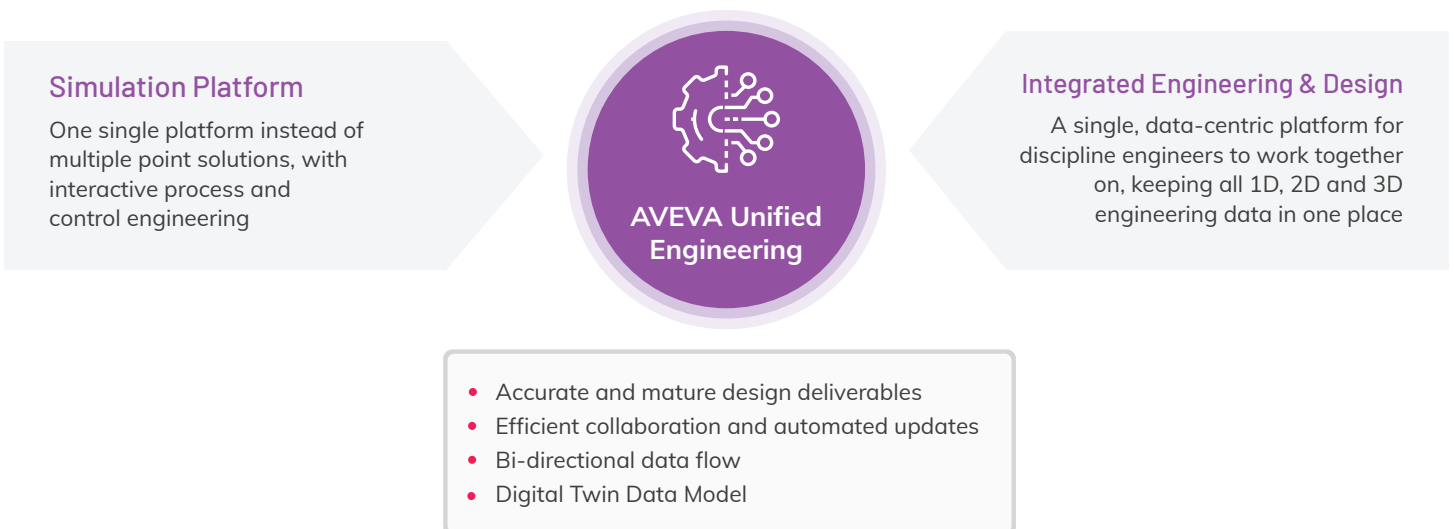 Simulation Platform
One single platform instead of
multiple point solutions, with
interactive process and
control engineering
AVEVA Unified
Engineering
Integrated Engineering & Design
A single, data-centric platform for
discipline engineers to work together
on, keeping all 1D, 2D and 3D
engineering data in one place
• Accurate and mature design deliverables
• Efficient collaboration and automated updates
• Bi-directional data flow
• Digital Twin Data Model